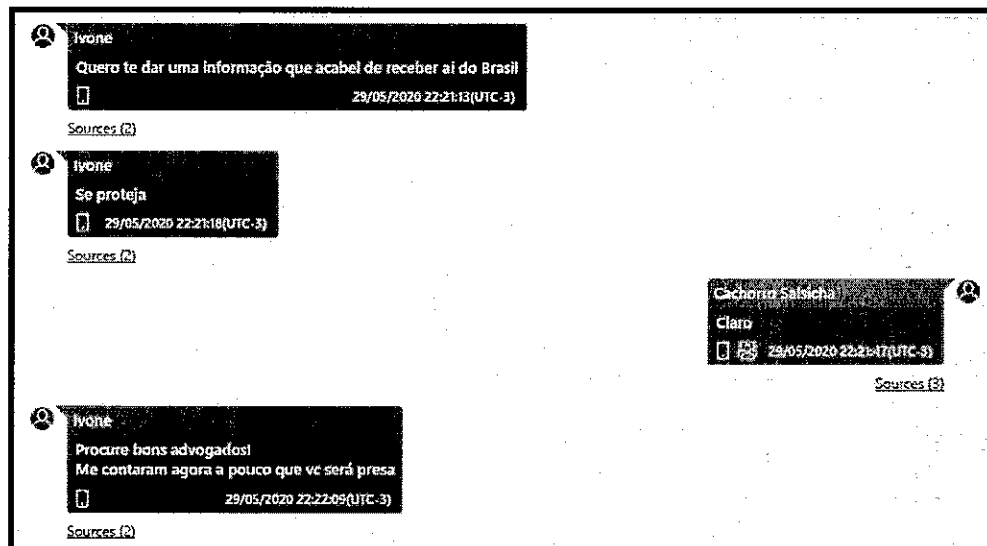 Ivone
Quero te dar uma informação que acabei de receber ai do Brasil
29/05/2020 22:21:13(UTC-3)
Sources (2)
Ivone
Se proteja
29/05/2020 22:21:18(UTC-3)
Sources (2)
Cachorro Salsicha
Claro
29/05/2020 22:21:47(UTC-3)
Sources (3)
Ivone
Procure bons advogados!
Me contaram agora a pouco que vc será presa
29/05/2020 22:22:09(UTC-3)
Sources (2)